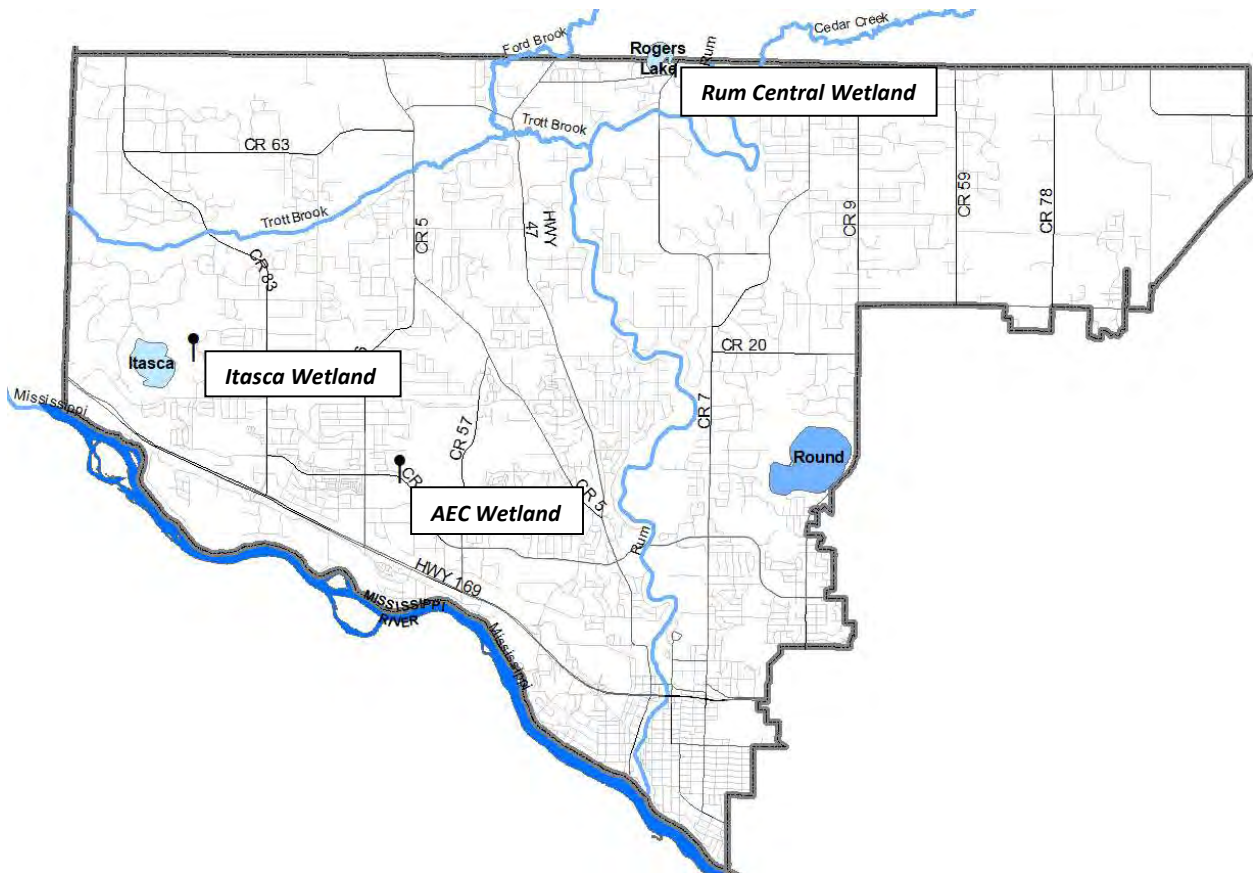 Cedar Creek
Ford Brook
Rogers
Lake
Rum
Rum Central Wetland
Trott Brook
CR 63
CR 59
CR 78
CR 9
Trott Brook
CR 5
HWY
47
CR 83
CR 20
Itasca
Itasca Wetland
Mississippi
CR 7
CR 57
Round
CR
CR 5
AEC Wetland
Rum
HWY 169
MISSISSIPPI
RIVER
Mississippi